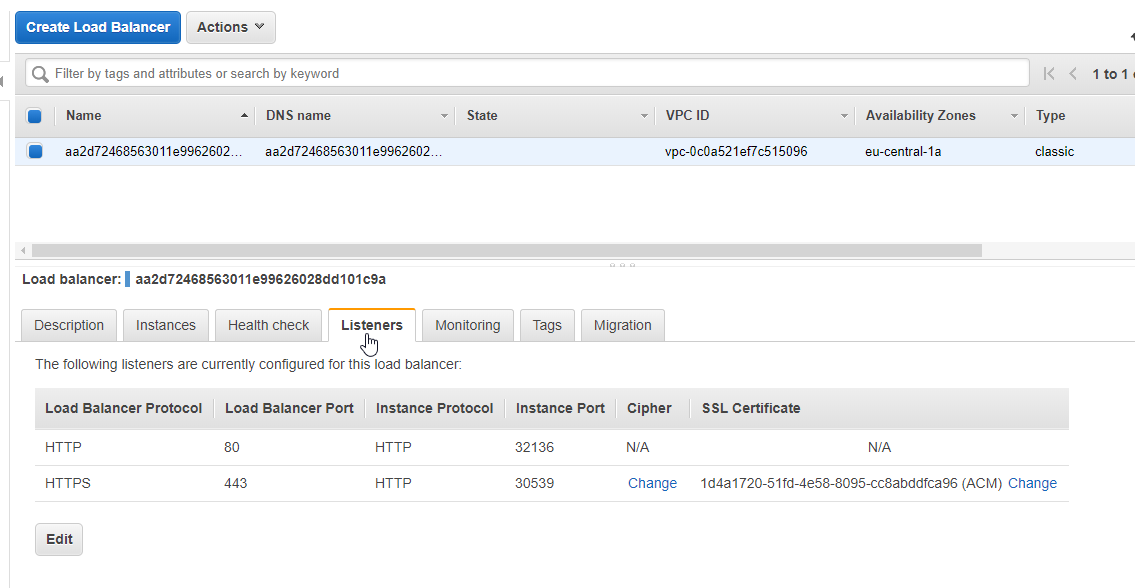 Create Load Balancer Actions
Filter by tags and attributes or search by keyword 1 to 1
Name DNS name State VPC ID Availability Zones Type
aa2d72468563011e9962602... aa2d72468563011e9962602... vpc-0c0a521ef7c515096 eu-central-1a classic
Load balancer: aa2d72468563011e99626028dd101c9a
Description Instances Health check Listeners Monitoring Tags Migration
The following listeners are currently configured for this load balancer:
Load Balancer Protocol Load Balancer Port Instance Protocol Instance Port Cipher SSL Certificate
HTTP 80 HTTP 32136 N/A N/A
HTTPS 443 HTTP 30539 Change 1d4a1720-51fd-4e58-8095-cc8abddfca96 (ACM) Change
Edit